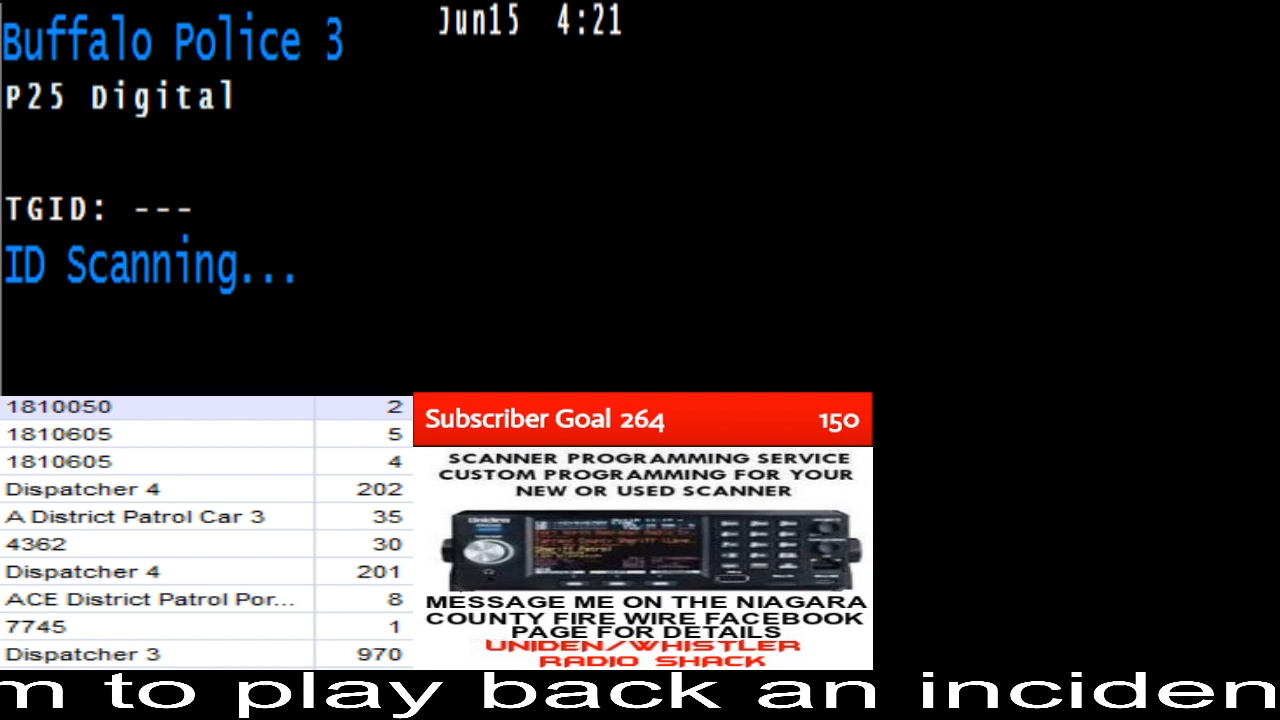 Buffalo Police 3
Jun15 4:21
P25 Digital
TGID: ---
ID Scanning...
1810050 2
1810605 5
1810605 4
Dispatcher 4 202
A District Patrol Car 3 35
4362 30
Dispatcher 4 201
ACE District Patrol Por... 8
7745 1
Dispatcher 3 970
Subscriber Goal 264 150
SCANNER PROGRAMMING SERVICE
CUSTOM PROGRAMMING FOR YOUR
NEW OR USED SCANNER
Uniden
MESSAGE ME ON THE NIAGARA
COUNTY FIRE WIRE FACEBOOK
PAGE FOR DETAILS
UNIDEN/WHISTLER
RADIO SHACK
m to play back an inciden